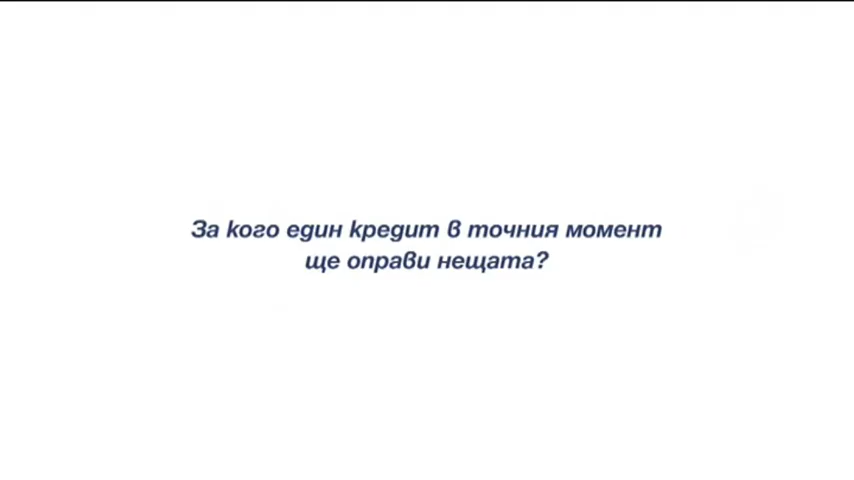 За кого един кредит в точния момент
ще оправи нещата?